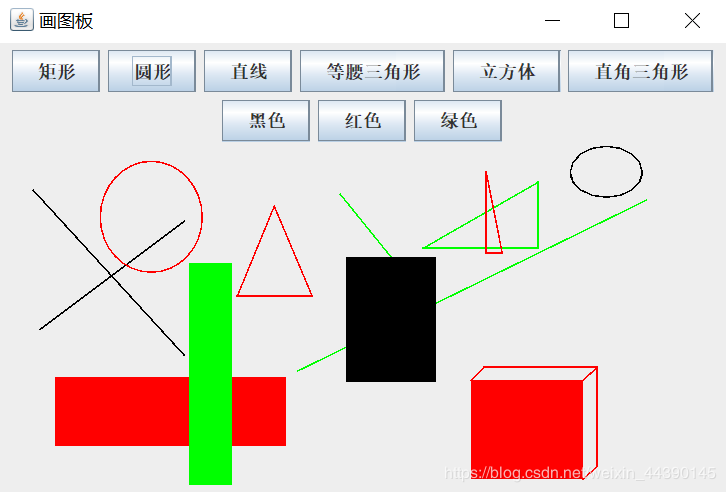 画图板
矩形 圆形 直线 等腰三角形 立方体 直角三角形
黑色 红色 绿色
https://blog.csdn.net/weixin_44390145